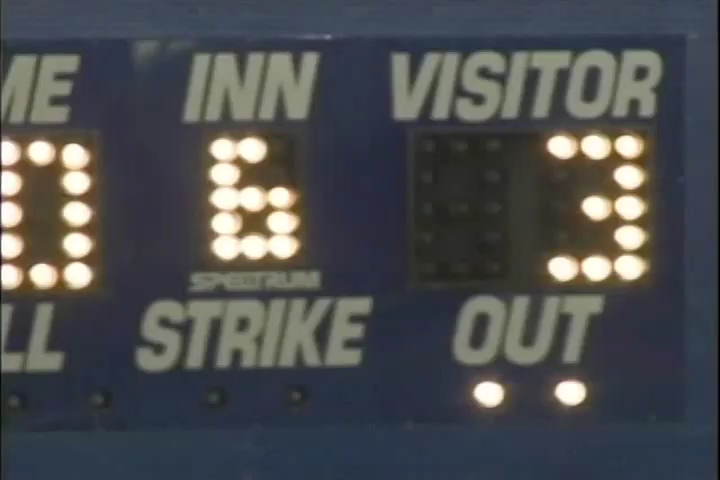 ME INN VISITOR
0 6 3
SPECTRUM
LL STRIKE OUT